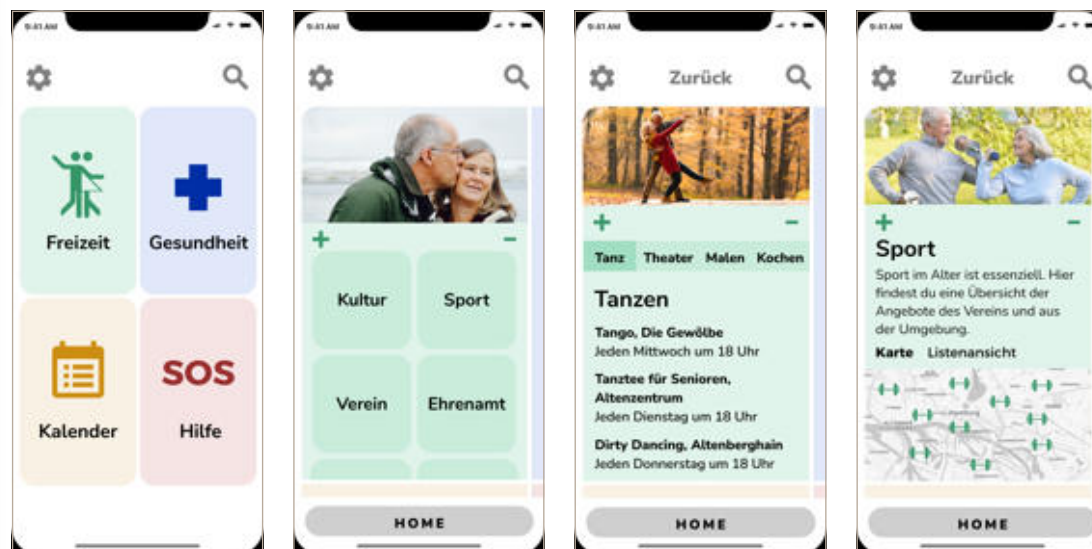 9:41 AM
Freizeit
Gesundheit
Kalender
SOS
Hilfe
9:41 AM
Kultur
Sport
Verein
Ehrenamt
HOME
9:41 AM
Zurück
Tanz Theater Malen Kochen
Tanzen
Tango, Die Gewölbe
Jeden Mittwoch um 18 Uhr
Tanztee für Senioren,
Altenzentrum
Jeden Dienstag um 18 Uhr
Dirty Dancing, Altenberghain
Jeden Donnerstag um 18 Uhr
HOME
9:41 AM
Zurück
Sport
Sport im Alter ist essenziell. Hier
findest du eine Übersicht der
Angebote des Vereins und aus
der Umgebung.
Karte Listenansicht
HOME